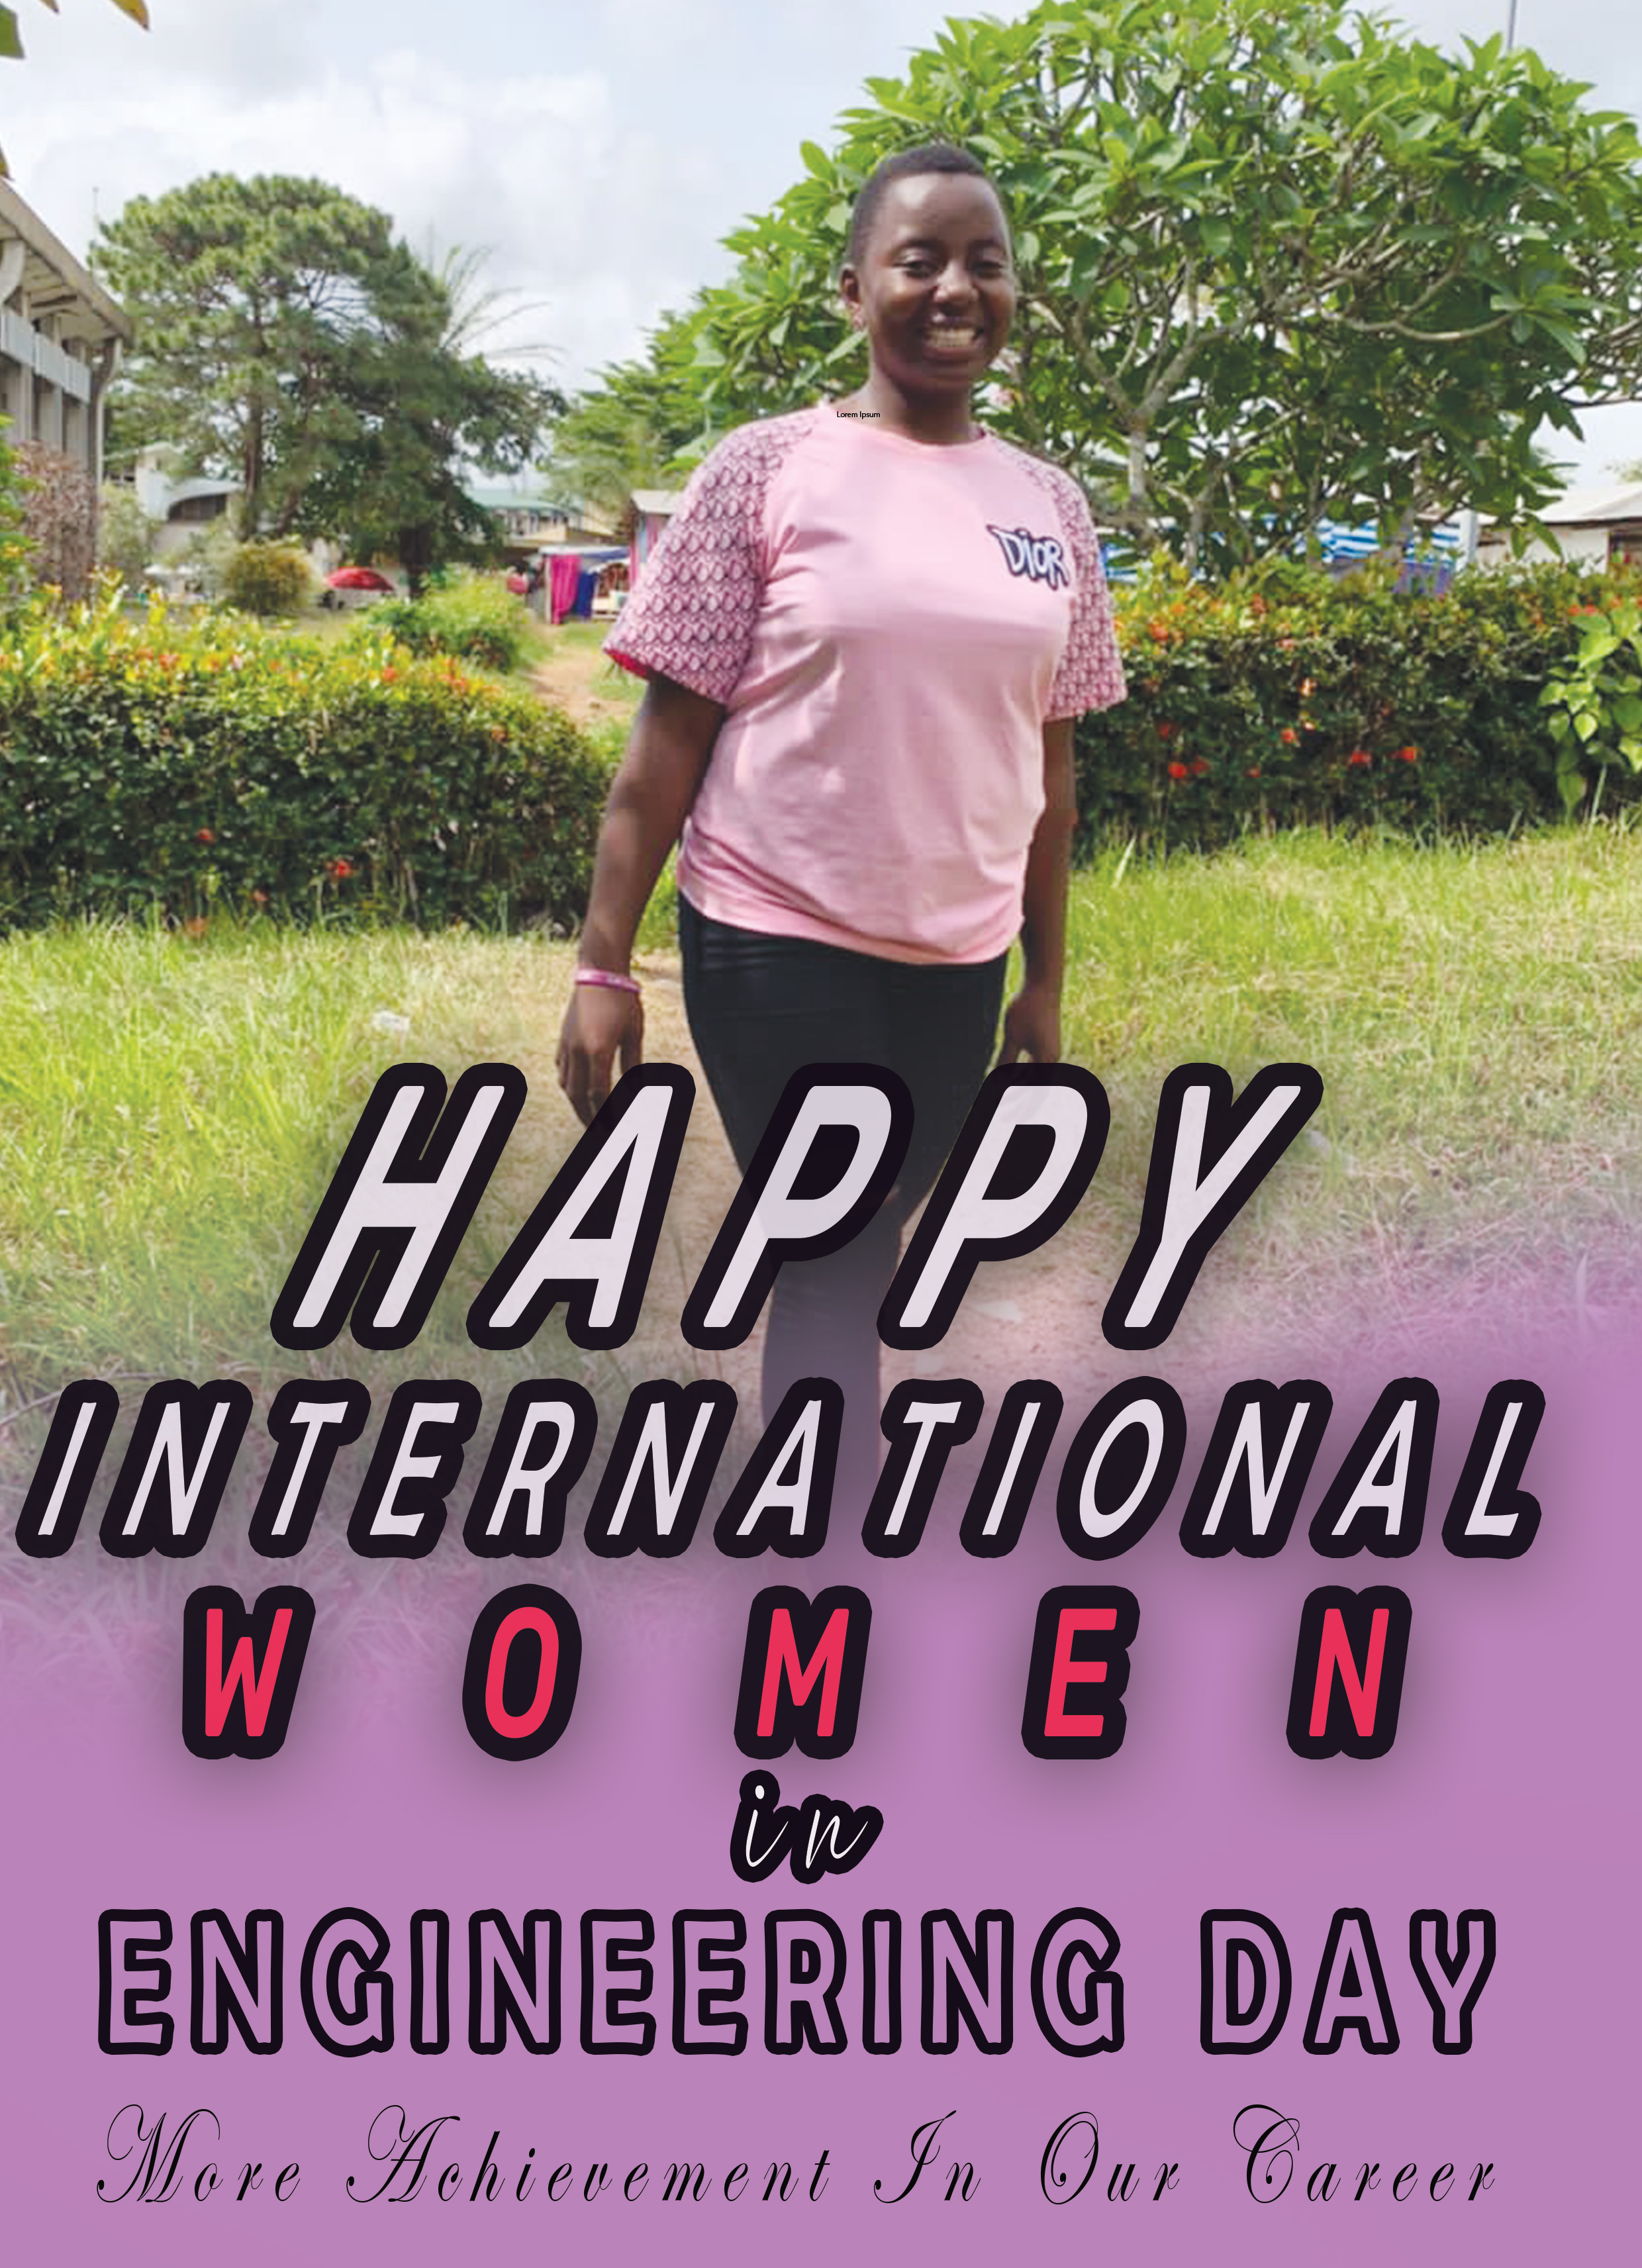 Lorem Ipsum
DIOR
HAPPY
INTERNATIONAL
WOMEN
in
ENGINEERING DAY
More Achievement In Our Career